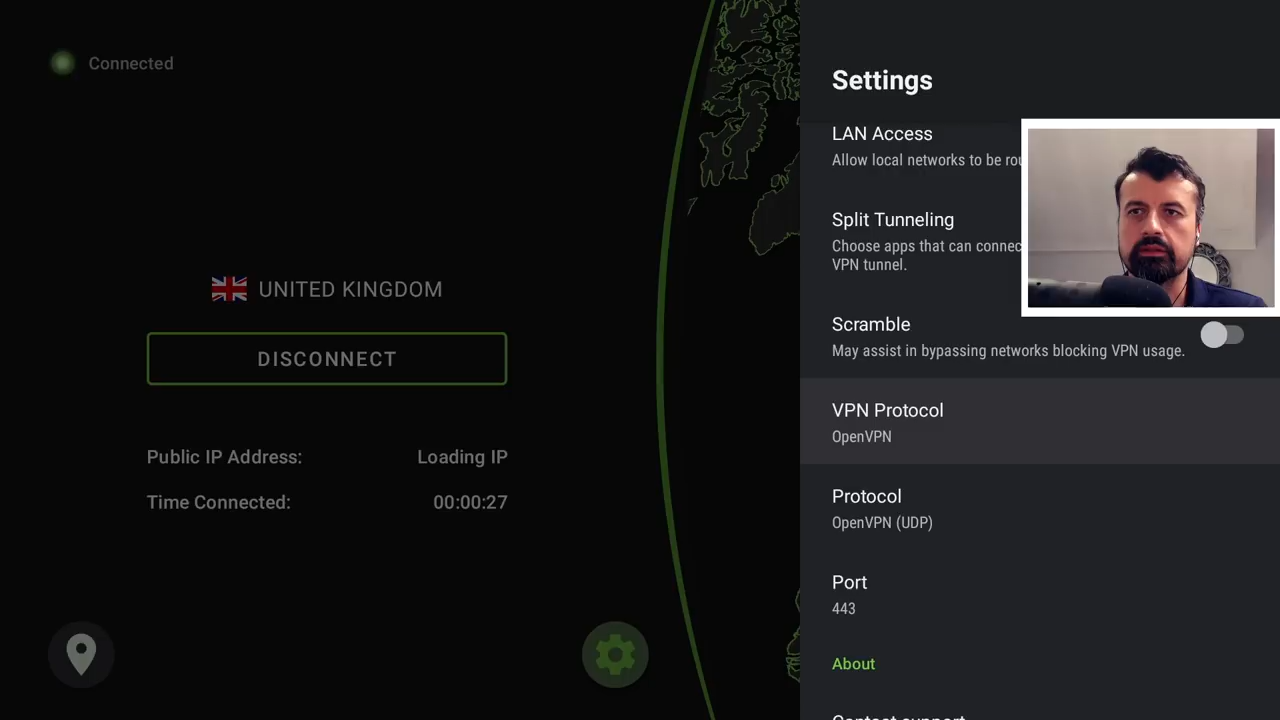 Connected
UNITED KINGDOM
DISCONNECT
Public IP Address: Loading IP
Time Connected: 00:00:27
Settings
LAN Access
Allow local networks to be
Split Tunneling
Choose apps that can
VPN tunnel.
Scramble
May assist in bypassing networks blocking VPN usage.
VPN Protocol
OpenVPN
Protocol
OpenVPN (UDP)
Port
443
About
Contact support